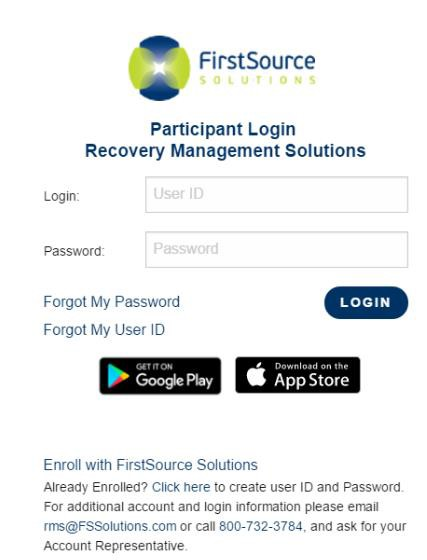 FirstSource
SOLUTIONS
Participant Login
Recovery Management Solutions
Login: User ID
Password: Password
Forgot My Password
LOGIN
Forgot My User ID
GET IT ON
Google Play
Download on the
App Store
Enroll with FirstSource Solutions
Already Enrolled? Click here to create user ID and Password.
For additional account and login information please email
rms@FSSolutions.com or call 800-732-3784, and ask for your
Account Representative.